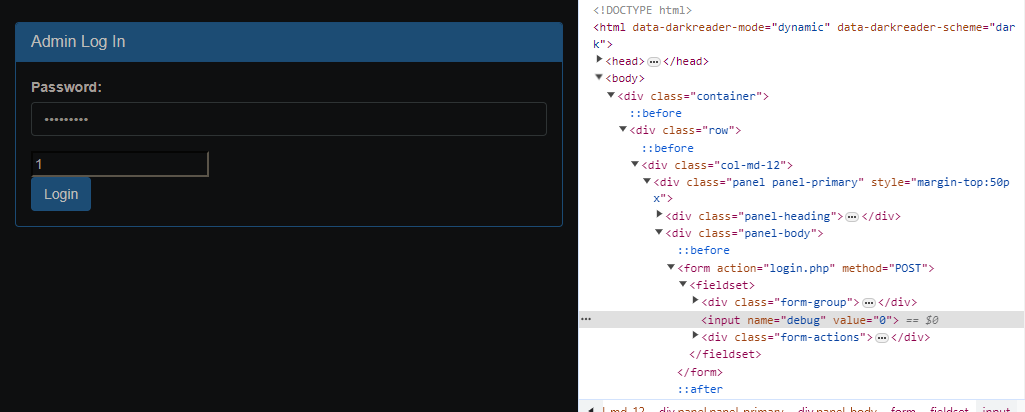 Admin Log In
Password:
•••••••••
1
Login
<!DOCTYPE html>
<html data-darkreader-mode="dynamic" data-darkreader-scheme="dar
k">
<head> ⋯ </head>
<body>
<div class="container">
::before
<div class="row">
::before
<div class="col-md-12">
<div class="panel panel-primary" style="margin-top:50p
x">
<div class="panel-heading"> ⋯ </div>
<div class="panel-body">
::before
<form action="login.php" method="POST">
<fieldset>
<div class="form-group"> ⋯ </div>
⋯ <input name="debug" value="0"> == $0
<div class="form-actions"> ⋯ </div>
</fieldset>
</form>
::after
l-md-12 div.panel.panel-primary div.panel-body form fieldset input